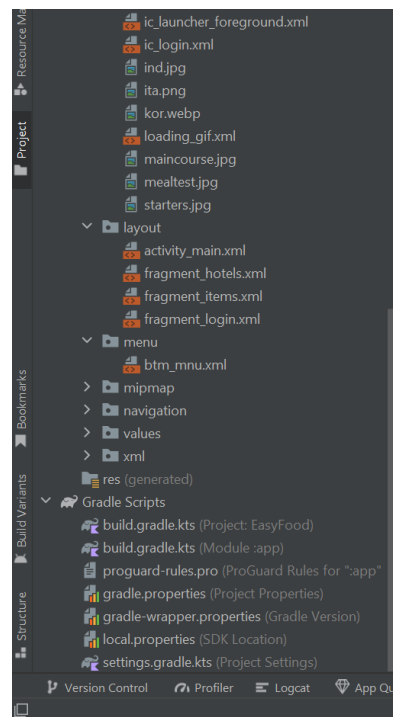 Resource Ma
Project
Bookmarks
Build Variants
Structure
ic_launcher_foreground.xml
ic_login.xml
ind.jpg
ita.png
kor.webp
loading_gif.xml
maincourse.jpg
mealtest.jpg
starters.jpg
layout
activity_main.xml
fragment_hotels.xml
fragment_items.xml
fragment_login.xml
menu
btm_mnu.xml
mipmap
navigation
values
xml
res (generated)
Gradle Scripts
build.gradle.kts (Project: EasyFood)
build.gradle.kts (Module :app)
proguard-rules.pro (ProGuard Rules for ":app"
gradle.properties (Project Properties)
gradle-wrapper.properties (Gradle Version)
local.properties (SDK Location)
settings.gradle.kts (Project Settings)
Version Control Profiler Logcat App Qu